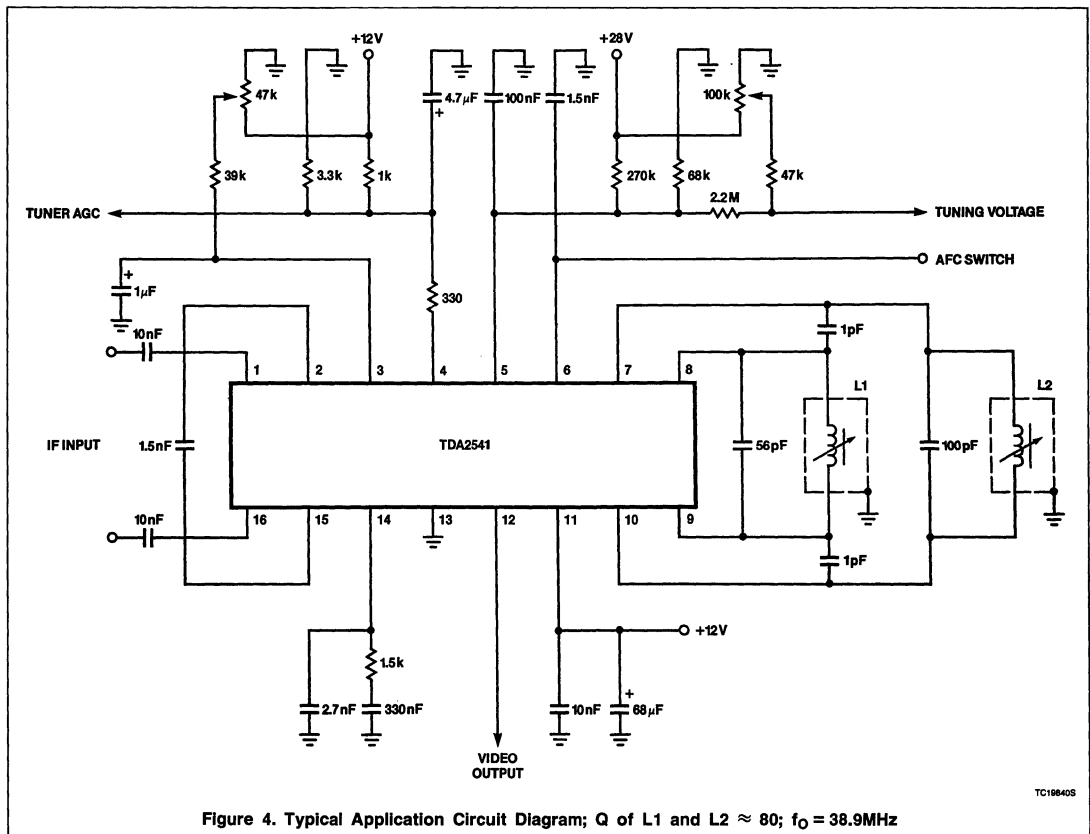 +12V
+28V
47k
4.7μF
+
100nF
1.5nF
100k
39k
3.3k
1k
270k
68k
47k
2.2M
TUNER AGC
TUNING VOLTAGE
AFC SWITCH
+
1μF
330
10nF
1pF
1 2 3 4 5 6 7 8
L1
L2
IF INPUT
1.5nF
TDA2541
56pF
100pF
10nF
16 15 14 13 12 11 10 9
1pF
+12V
1.5k
2.7nF
330nF
10nF
+
68μF
VIDEO
OUTPUT
TC19840S
Figure 4. Typical Application Circuit Diagram; Q of L1 and L2 ≈ 80; fO = 38.9MHz